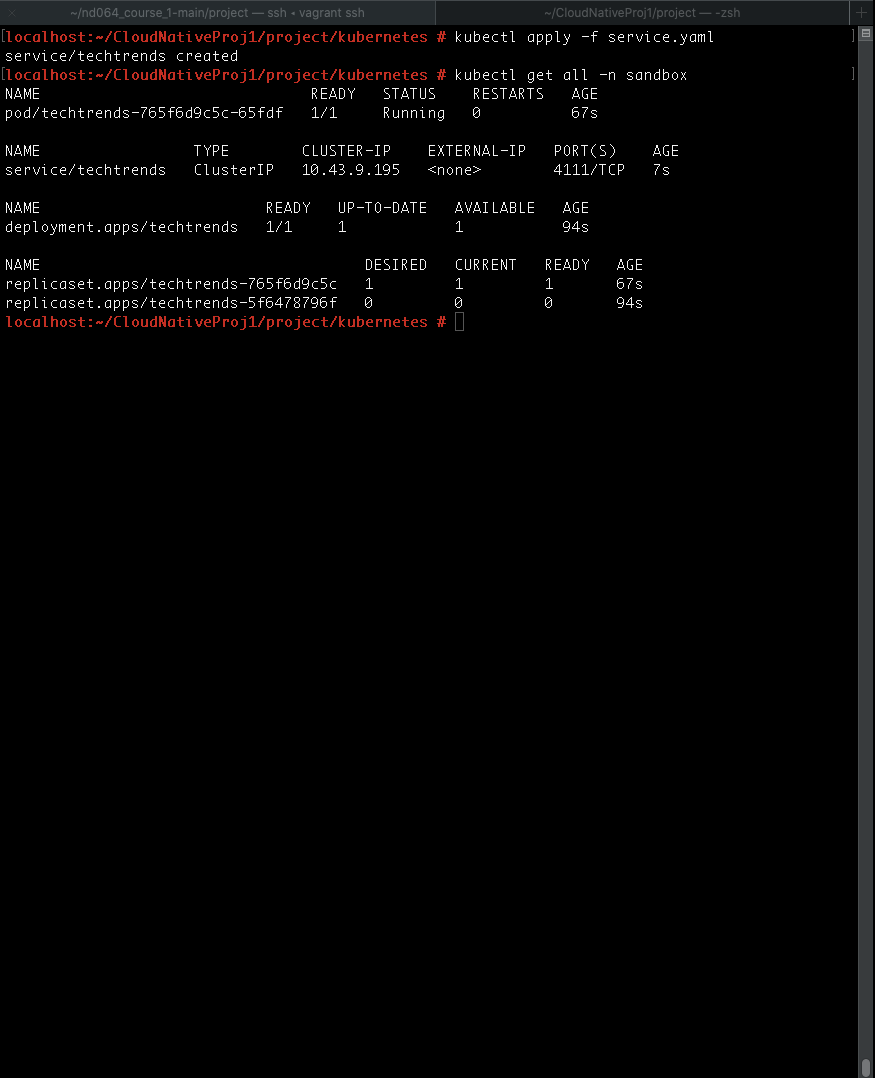 ~/nd064_course_1-main/project — ssh • vagrant ssh
~/CloudNativeProj1/project — -zsh
[localhost:~/CloudNativeProj1/project/kubernetes # kubectl apply -f service.yaml ]
service/techtrends created
[localhost:~/CloudNativeProj1/project/kubernetes # kubectl get all -n sandbox ]
NAME READY STATUS RESTARTS AGE
pod/techtrends-765f6d9c5c-65fdf 1/1 Running 0 67s
NAME TYPE CLUSTER-IP EXTERNAL-IP PORT(S) AGE
service/techtrends ClusterIP 10.43.9.195 <none> 4111/TCP 7s
NAME READY UP-TO-DATE AVAILABLE AGE
deployment.apps/techtrends 1/1 1 1 94s
NAME DESIRED CURRENT READY AGE
replicaset.apps/techtrends-765f6d9c5c 1 1 1 67s
replicaset.apps/techtrends-5f6478796f 0 0 0 94s
localhost:~/CloudNativeProj1/project/kubernetes #